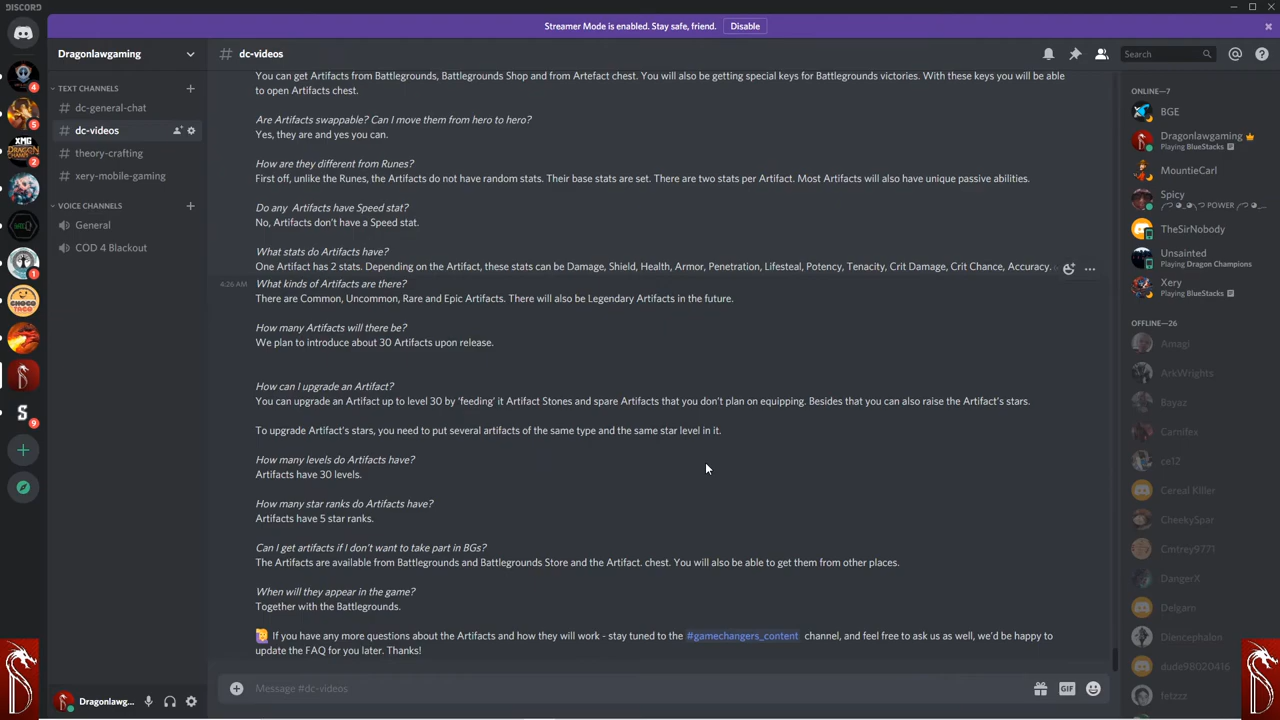 DISCORD
Streamer Mode is enabled. Stay safe, friend. Disable
Dragonlawgaming
# dc-videos
Search
TEXT CHANNELS
# dc-general-chat
# dc-videos
# theory-crafting
# xery-mobile-gaming
VOICE CHANNELS
General
COD 4 Blackout
4
5
XMG
DRAGON
2
1
CHOCO
TACO
S
9
You can get Artifacts from Battlegrounds, Battlegrounds Shop and from Artefact chest. You will also be getting special keys for Battlegrounds victories. With these keys you will be able
to open Artifacts chest.
Are Artifacts swappable? Can I move them from hero to hero?
Yes, they are and yes you can.
How are they different from Runes?
First off, unlike the Runes, the Artifacts do not have random stats. Their base stats are set. There are two stats per Artifact. Most Artifacts will also have unique passive abilities.
Do any Artifacts have Speed stat?
No, Artifacts don't have a Speed stat.
What stats do Artifacts have?
One Artifact has 2 stats. Depending on the Artifact, these stats can be Damage, Shield, Health, Armor, Penetration, Lifesteal, Potency, Tenacity, Crit Damage, Crit Chance, Accuracy.
4:26 AM What kinds of Artifacts are there?
There are Common, Uncommon, Rare and Epic Artifacts. There will also be Legendary Artifacts in the future.
How many Artifacts will there be?
We plan to introduce about 30 Artifacts upon release.
How can I upgrade an Artifact?
You can upgrade an Artifact up to level 30 by 'feeding' it Artifact Stones and spare Artifacts that you don't plan on equipping. Besides that you can also raise the Artifact's stars.
To upgrade Artifact's stars, you need to put several artifacts of the same type and the same star level in it.
How many levels do Artifacts have?
Artifacts have 30 levels.
How many star ranks do Artifacts have?
Artifacts have 5 star ranks.
Can I get artifacts if I don't want to take part in BGs?
The Artifacts are available from Battlegrounds and Battlegrounds Store and the Artifact. chest. You will also be able to get them from other places.
When will they appear in the game?
Together with the Battlegrounds.
If you have any more questions about the Artifacts and how they will work - stay tuned to the #gamechangers_content channel, and feel free to ask us as well, we'd be happy to
update the FAQ for you later. Thanks!
Message #dc-videos
GIF
Dragonlawg...
ONLINE—7
BGE
Dragonlawgaming
Playing BlueStacks
MountieCarl
Spicy
POWER
TheSirNobody
Unsainted
Playing Dragon Champions
Xery
Playing BlueStacks
OFFLINE—26
Amagi
ArkWrights
Bayaz
Carnifex
ce12
Cereal Killer
CheekySpar
Cmtrey9771
DangerX
Delgarn
Diencephalon
dude98020416
fetzzz